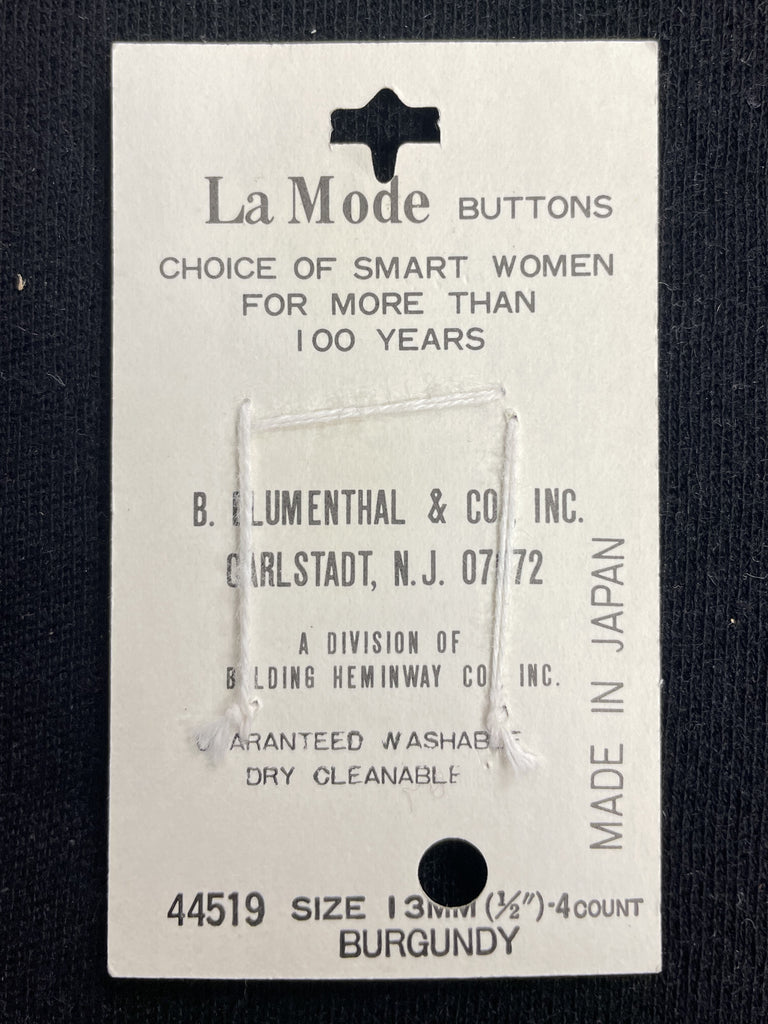 La Mode BUTTONS
CHOICE OF SMART WOMEN
FOR MORE THAN
100 YEARS
B. BLUMENTHAL & CO. INC.
CARLSTADT, N.J. 07072
A DIVISION OF
BELDING HEMINWAY CO. INC.
GUARANTEED WASHABLE
DRY CLEANABLE
MADE IN JAPAN
44519 SIZE 13MM (½")-4 COUNT
BURGUNDY